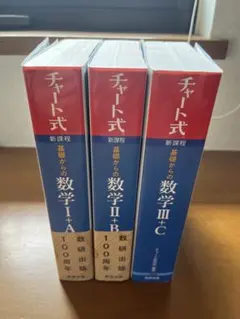 チャート式
新課程
基礎からの
数学I+A
数研出版
100周年
チャート式
新課程
基礎からの
数学II+B
数研出版
100周年
チャート式
新課程
基礎からの
数学III+C